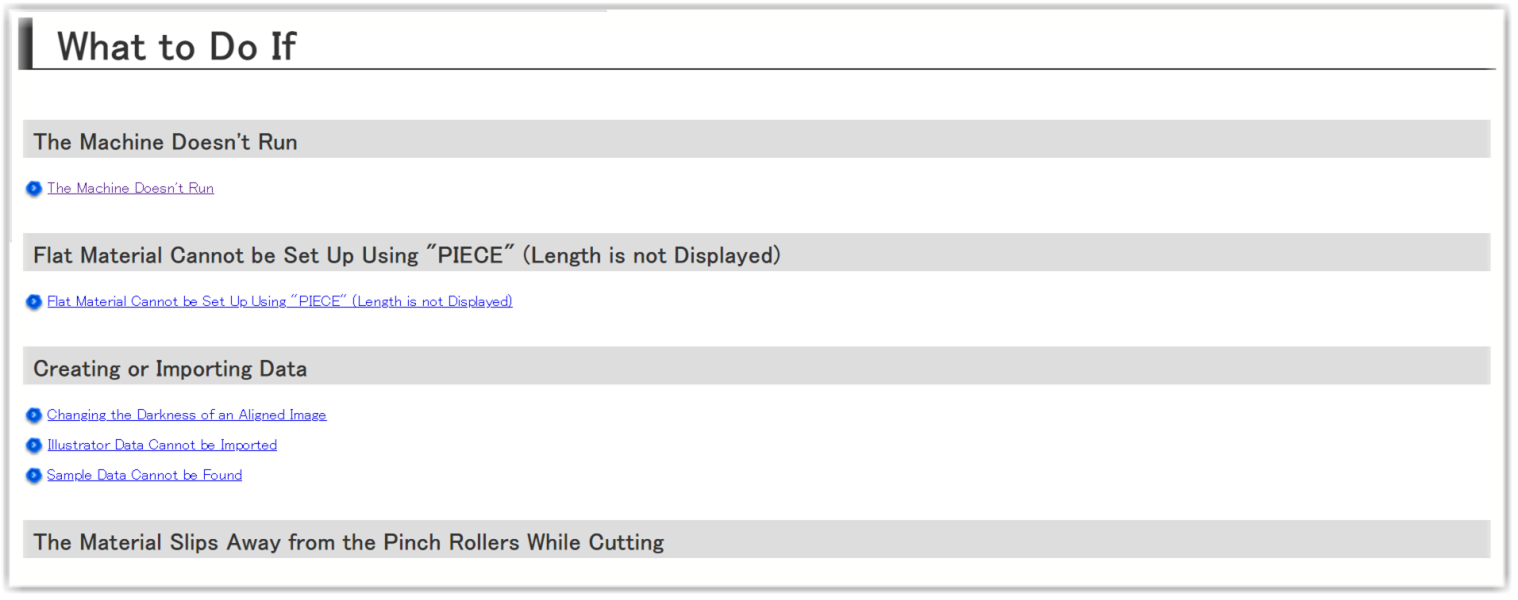 What to Do If
The Machine Doesn't Run
The Machine Doesn't Run
Flat Material Cannot be Set Up Using "PIECE" (Length is not Displayed)
Flat Material Cannot be Set Up Using "PIECE" (Length is not Displayed)
Creating or Importing Data
Changing the Darkness of an Aligned Image
Illustrator Data Cannot be Imported
Sample Data Cannot be Found
The Material Slips Away from the Pinch Rollers While Cutting